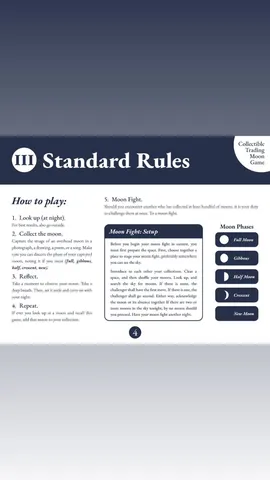 III Standard Rules
Collectible
Trading
Moon
Game
How to play:
1. Look up (at night).
For best results, also go outside.
2. Collect the moon.
Capture the image of an overhead moon in a
photograph, a drawing, a poem, or a song. Make
sure you can discern the phase of your captured
moon, noting it if you must (full, gibbous,
half, crescent, new).
3. Reflect.
Take a moment to observe your moon. Take a
deep breath. Then, set it aside and carry on with
your night.
4. Repeat.
If ever you look up at a moon and recall this
game, add that moon to your collection.
5. Moon Fight.
Should you encounter another who has collected at least handful of moons, it is your duty
to challenge them at once. To a moon fight.
Moon Fight: Setup
Before you begin your moon fight in earnest, you
must first prepare the space. First, choose together a
place to stage your moon fight, preferably somewhere
you can see the sky.
Introduce to each other your collections. Clear a
space, and then shuffle your moons. Look up and
search the sky for moons. If there is none, the
challenger shall have the first move. If there is one, the
challenger shall go second. Either way, acknowledge
the moon or its absence together. If there are two or
more moons in the sky tonight, by no means should
you proceed. Have your moon fight another night.
Moon Phases
Full Moon
Gibbous
Half Moon
Crescent
New Moon
4